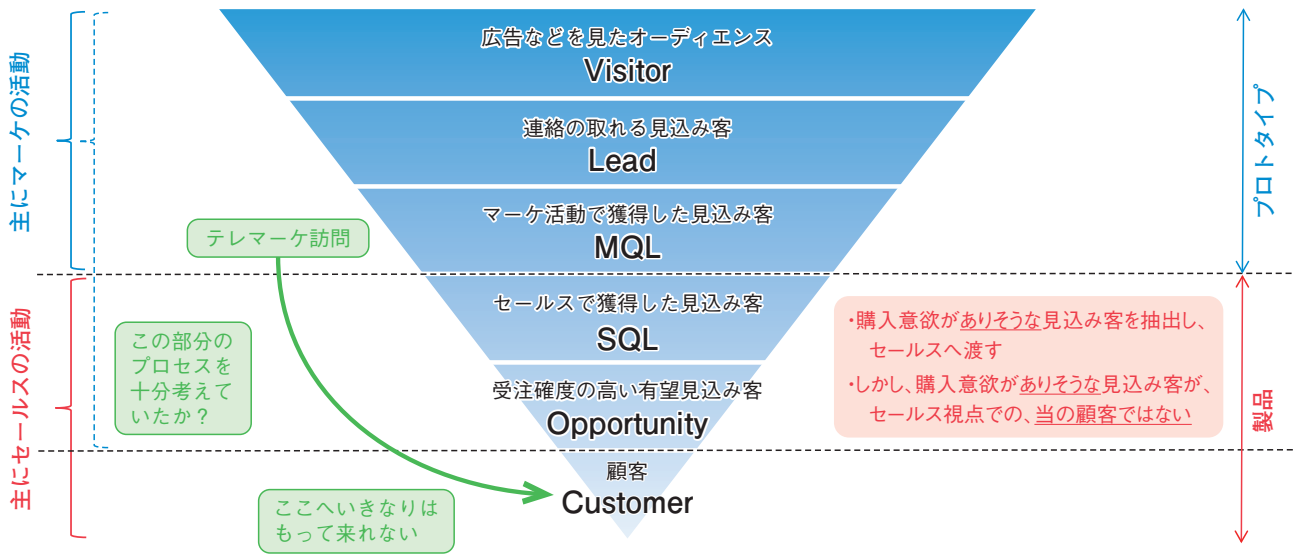 広告などを見たオーディエンス
Visitor
連絡の取れる見込み客
Lead
マーケ活動で獲得した見込み客
MQL
セールスで獲得した見込み客
SQL
受注確度の高い有望見込み客
Opportunity
顧客
Customer
主にマーケの活動
主にセールスの活動
テレマーケ訪問
この部分の
プロセスを
十分考えて
いたか？
ここへいきなりは
もって来れない
プロトタイプ
製品
・購入意欲がありそうな見込み客を抽出し、
セールスへ渡す
・しかし、購入意欲がありそうな見込み客が、
セールス視点での、当の顧客ではない